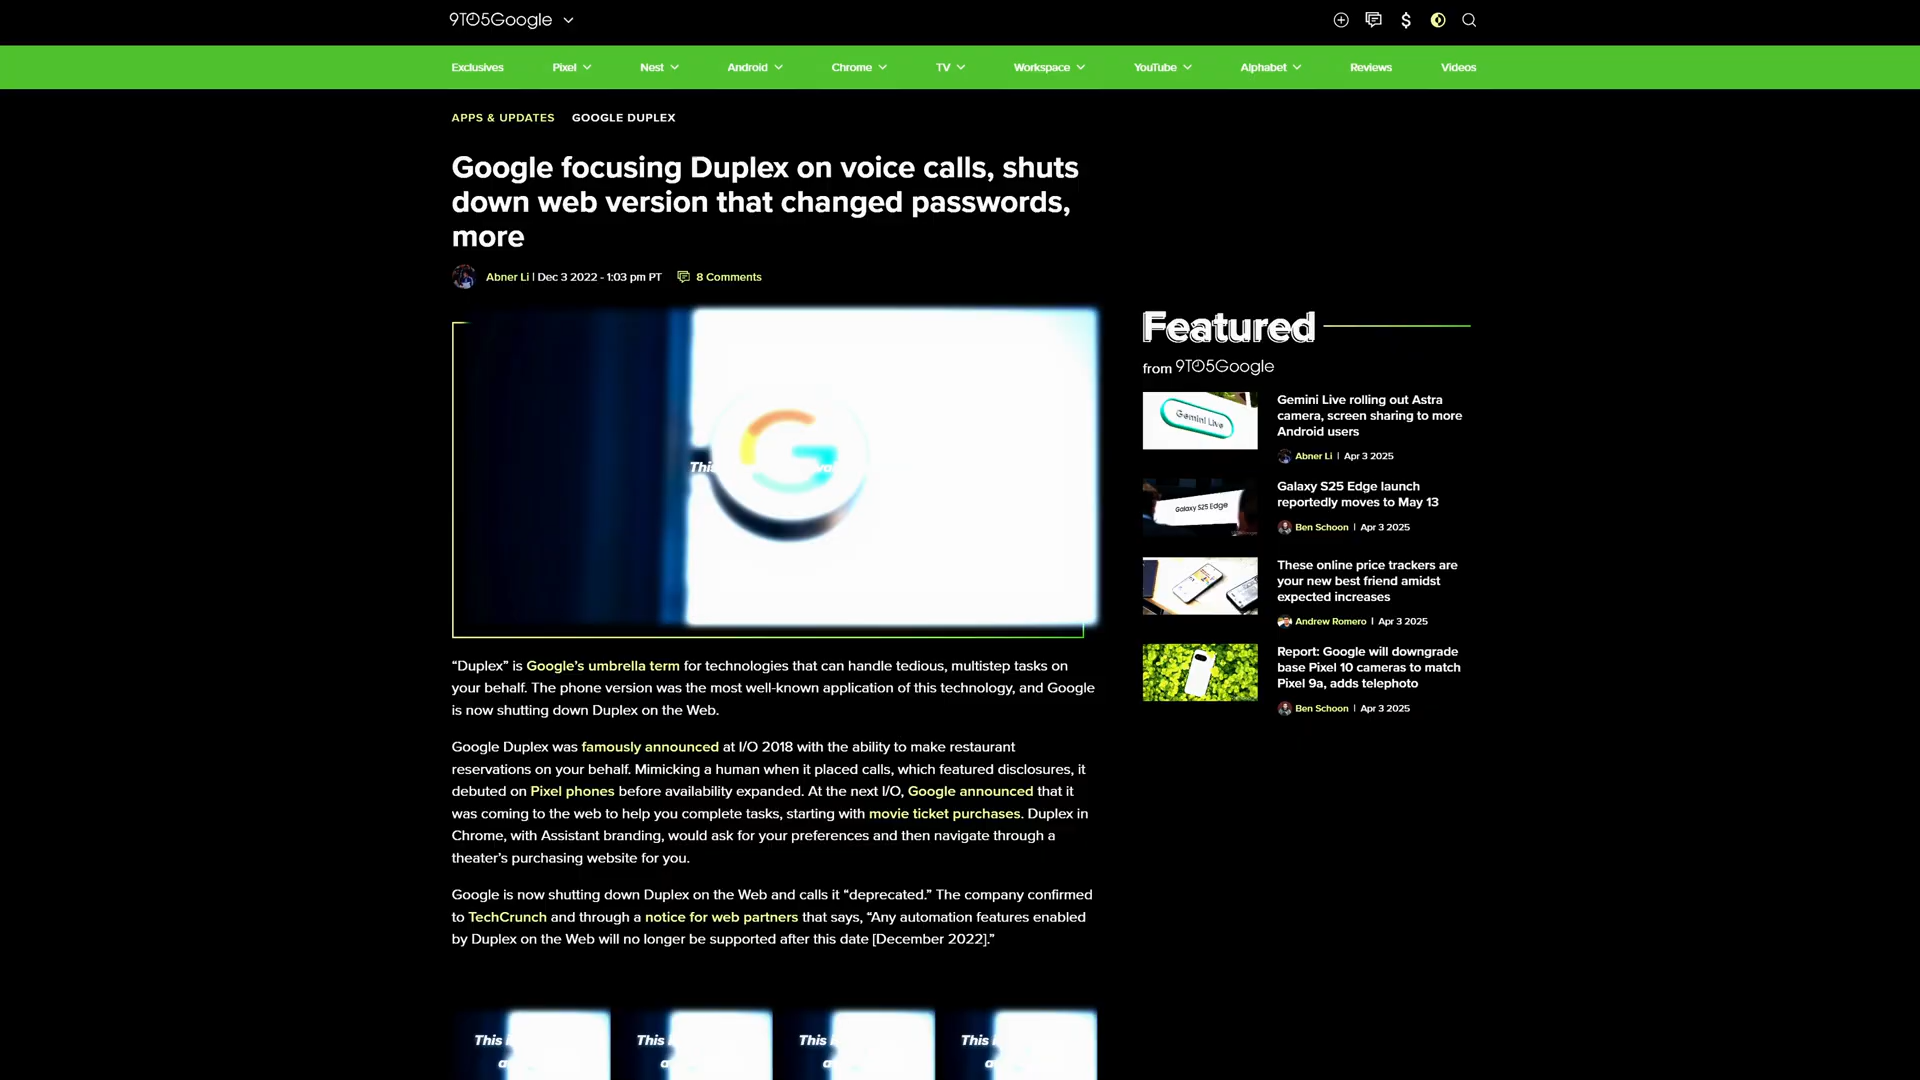 9TO5Google
Exclusives Pixel Nest Android Chrome TV Workspace YouTube Alphabet Reviews Videos
APPS & UPDATES GOOGLE DUPLEX
Google focusing Duplex on voice calls, shuts
down web version that changed passwords,
more
Abner Li | Dec 3 2022 - 1:03 pm PT 8 Comments
This
“Duplex” is Google’s umbrella term for technologies that can handle tedious, multistep tasks on
your behalf. The phone version was the most well-known application of this technology, and Google
is now shutting down Duplex on the Web.
Google Duplex was famously announced at I/O 2018 with the ability to make restaurant
reservations on your behalf. Mimicking a human when it placed calls, which featured disclosures, it
debuted on Pixel phones before availability expanded. At the next I/O, Google announced that it
was coming to the web to help you complete tasks, starting with movie ticket purchases. Duplex in
Chrome, with Assistant branding, would ask for your preferences and then navigate through a
theater’s purchasing website for you.
Google is now shutting down Duplex on the Web and calls it “deprecated.” The company confirmed
to TechCrunch and through a notice for web partners that says, “Any automation features enabled
by Duplex on the Web will no longer be supported after this date [December 2022].”
This This This This
Featured
from 9TO5Google
Gemini Live
Gemini Live rolling out Astra
camera, screen sharing to more
Android users
Abner Li | Apr 3 2025
Galaxy S25 Edge
Galaxy S25 Edge launch
reportedly moves to May 13
Ben Schoon | Apr 3 2025
These online price trackers are
your new best friend amidst
expected increases
Andrew Romero | Apr 3 2025
Report: Google will downgrade
base Pixel 10 cameras to match
Pixel 9a, adds telephoto
Ben Schoon | Apr 3 2025